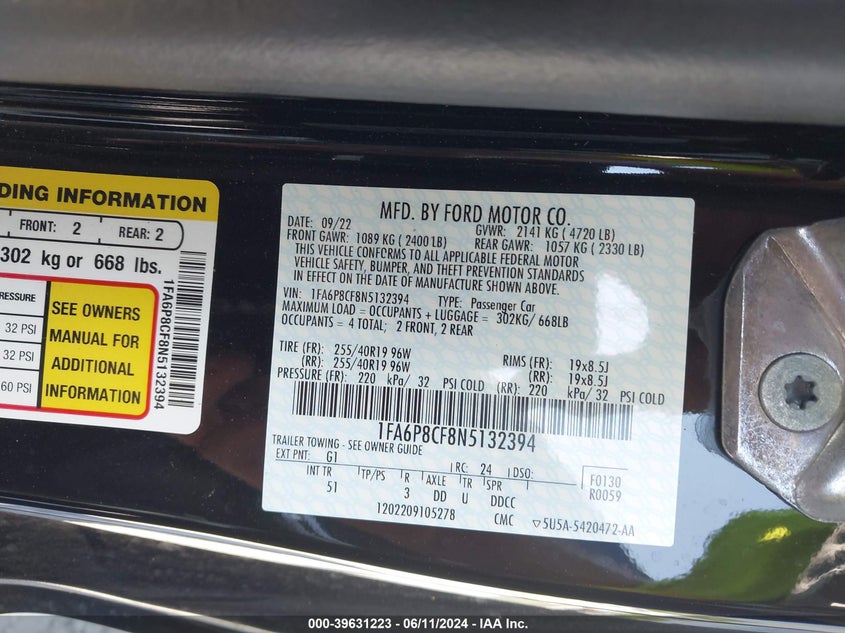 DING INFORMATION
FRONT: 2 REAR: 2
302 kg or 668 lbs.
RESSURE
32 PSI
32 PSI
60 PSI
SEE OWNERS
MANUAL FOR
ADDITIONAL
INFORMATION
1FA6P8CF8N5132394
MFD. BY FORD MOTOR CO.
DATE: 09/22 GVWR: 2141 KG ( 4720 LB)
FRONT GAWR: 1089 KG ( 2400 LB) REAR GAWR: 1057 KG ( 2330 LB)
THIS VEHICLE CONFORMS TO ALL APPLICABLE FEDERAL MOTOR
VEHICLE SAFETY, BUMPER, AND THEFT PREVENTION STANDARDS
IN EFFECT ON THE DATE OF MANUFACTURE SHOWN ABOVE.
VIN: 1FA6P8CF8N5132394 TYPE: Passenger Car
MAXIMUM LOAD = OCCUPANTS + LUGGAGE = 302KG/ 668LB
OCCUPANTS = 4 TOTAL; 2 FRONT, 2 REAR
TIRE (FR): 255/40R19 96W RIMS (FR): 19x8.5J
(RR): 255/40R19 96W (RR): 19x8.5J
PRESSURE (FR): 220 kPa/ 32 PSI COLD (RR): 220 kPa/ 32 PSI COLD
1FA6P8CF8N5132394
TRAILER TOWING - SEE OWNER GUIDE
EXT PNT: G1 RC: 24 DSO: F0130
INT TR TP/PS R AXLE TR SPR R0059
51 3 DD U DDCC
1202209105278 CMC 5U5A-5420472-AA
000-39631223 - 06/11/2024 - IAA Inc.